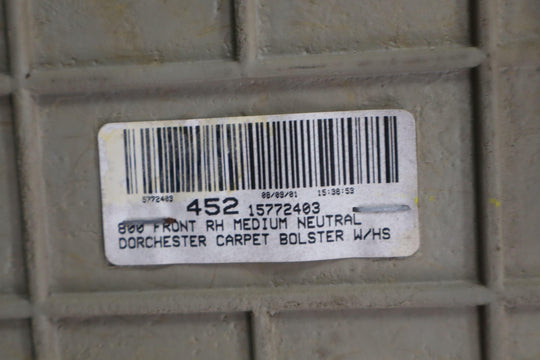 5772403 08/09/01 15:38:53
452 15772403
800 FRONT RH MEDIUM NEUTRAL
DORCHESTER CARPET BOLSTER W/HS